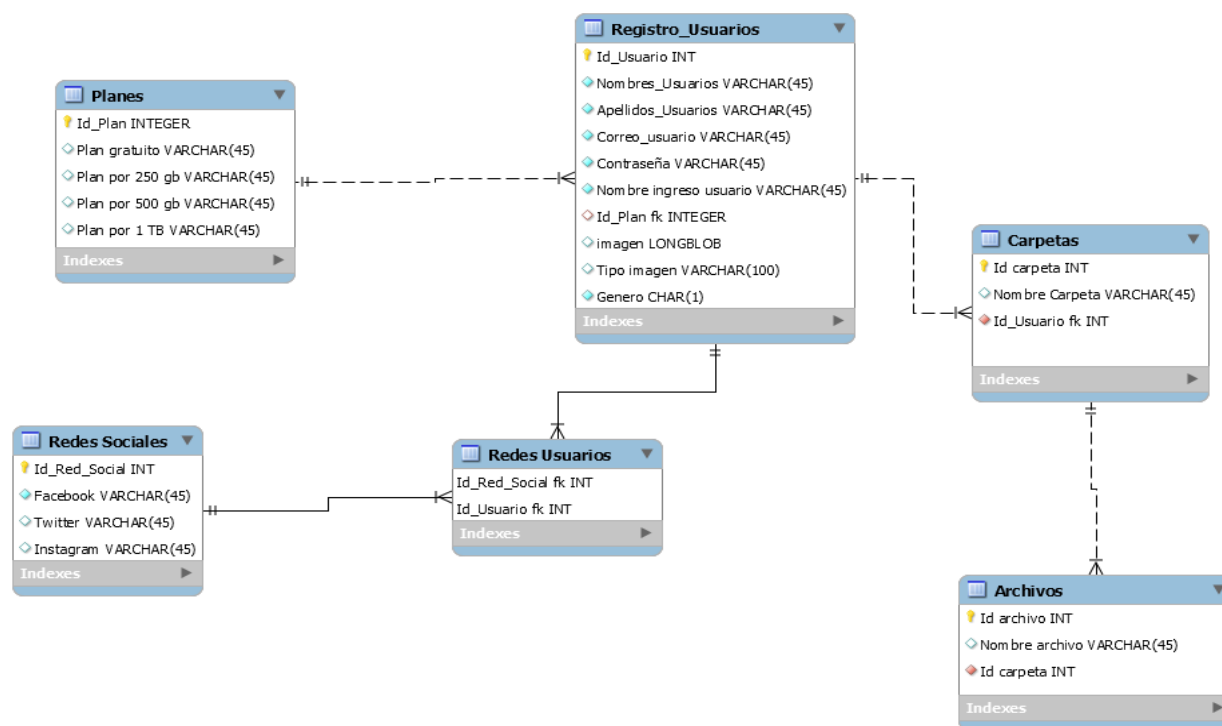 Registro_Usuarios
Id_Usuario INT
Nombres_Usuarios VARCHAR(45)
Apellidos_Usuarios VARCHAR(45)
Correo_usuario VARCHAR(45)
Contraseña VARCHAR(45)
Nombre ingreso usuario VARCHAR(45)
Id_Plan fk INTEGER
imagen LONGBLOB
Tipo imagen VARCHAR(100)
Genero CHAR(1)
Indexes
Planes
Id_Plan INTEGER
Plan gratuito VARCHAR(45)
Plan por 250 gb VARCHAR(45)
Plan por 500 gb VARCHAR(45)
Plan por 1 TB VARCHAR(45)
Indexes
Carpetas
Id carpeta INT
Nombre Carpeta VARCHAR(45)
Id_Usuario fk INT
Indexes
Redes Sociales
Id_Red_Social INT
Facebook VARCHAR(45)
Twitter VARCHAR(45)
Instagram VARCHAR(45)
Indexes
Redes Usuarios
Id_Red_Social fk INT
Id_Usuario fk INT
Indexes
Archivos
Id archivo INT
Nombre archivo VARCHAR(45)
Id carpeta INT
Indexes